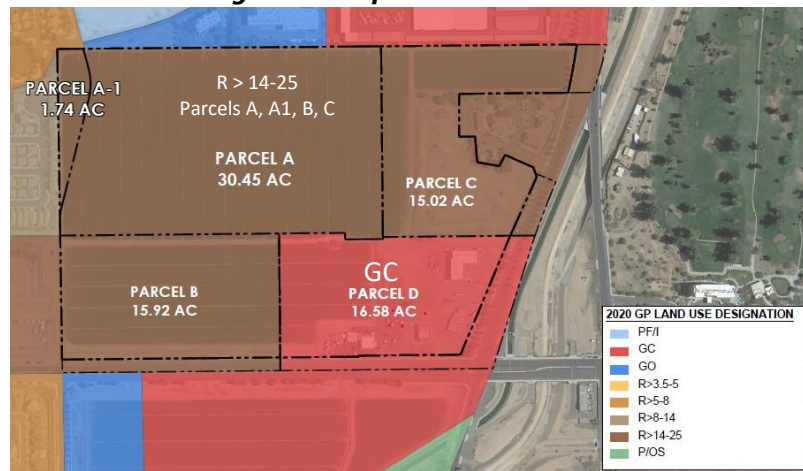 PARCEL A-1
1.74 AC
R > 14-25
Parcels A, A1, B, C
PARCEL A
30.45 AC
PARCEL C
15.02 AC
PARCEL B
15.92 AC
GC
PARCEL D
16.58 AC
2020 GP LAND USE DESIGNATION
PF/I
GC
GO
R>3.5-5
R>5-8
R>8-14
R>14-25
P/OS